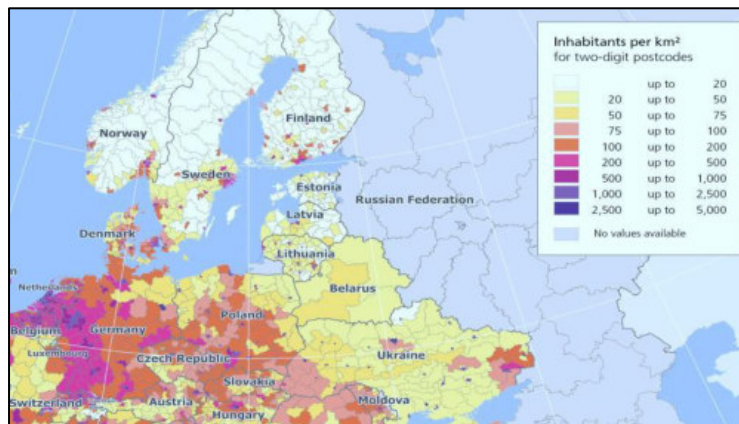 Inhabitants per km²
for two-digit postcodes
up to 20
20 up to 50
50 up to 75
75 up to 100
100 up to 200
200 up to 500
500 up to 1,000
1,000 up to 2,500
2,500 up to 5,000
No values available
Norway
Finland
Sweden
Estonia
Russian Federation
Latvia
Denmark
Lithuania
Netherlands
Belarus
Belgium
Germany
Poland
Luxembourg
Czech Republic
Ukraine
Slovakia
Switzerland
Austria
Hungary
Moldova